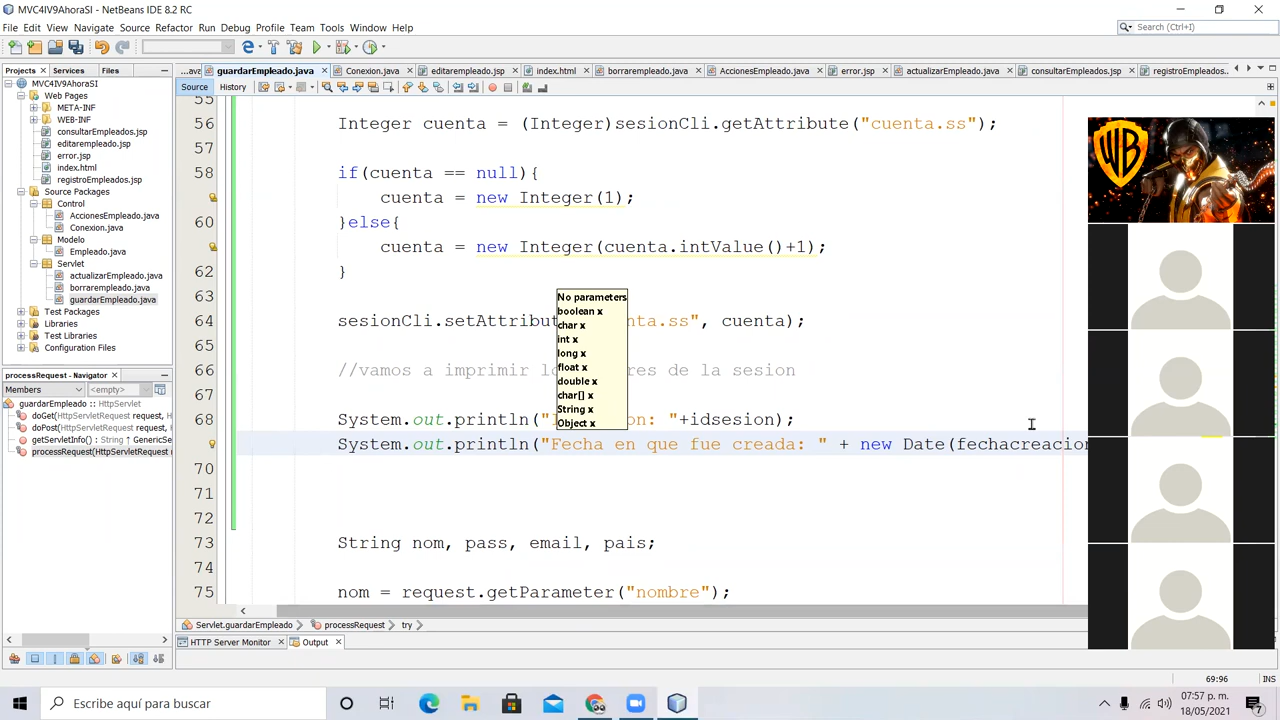 MVC4IV9AhoraSI - NetBeans IDE 8.2 RC
File Edit View Navigate Source Refactor Run Debug Profile Team Tools Window Help
Search (Ctrl+I)
Projects Services Files
...ava guardarEmpleado.java Conexion.java editarempleado.jsp index.html borrarempleado.java AccionesEmpleado.java error.jsp actualizarEmpleado.java consultarEmpleados.jsp registroEmplea
Source History
MVC4IV9AhoraSI
Web Pages
META-INF
WEB-INF
consultarEmpleados.jsp
editarempleado.jsp
error.jsp
index.html
registroEmpleados.jsp
Source Packages
Control
AccionesEmpleado.java
Conexion.java
Modelo
Empleado.java
Servlet
actualizarEmpleado.java
borrarempleado.java
guardarEmpleado.java
Test Packages
Libraries
Test Libraries
Configuration Files
processRequest - Navigator
Members <empty>
guardarEmpleado :: HttpServlet
doGet(HttpServletRequest request,
doPost(HttpServletRequest request,
getServletInfo() : String ↑ GenericSe
processRequest(HttpServletRequest
55
56 Integer cuenta = (Integer)sesionCli.getAttribute("cuenta.ss");
57
58 if(cuenta == null){
cuenta = new Integer(1);
60 }else{
cuenta = new Integer(cuenta.intValue()+1);
62 }
63
64 sesionCli.setAttribut nta.ss", cuenta);
65
66 //vamos a imprimir lo res de la sesion
67
68 System.out.println("I on: "+idsesion);
System.out.println("Fecha en que fue creada: " + new Date(fechacreacion
70
71
72
73 String nom, pass, email, pais;
74
75 nom = request.getParameter("nombre");
No parameters
boolean x
char x
int x
long x
float x
double x
char[] x
String x
Object x
WB
Servlet.guardarEmpleado processRequest try
HTTP Server Monitor Output
69:96 INS
Escribe aquí para buscar
07:57 p. m.
18/05/2021
7